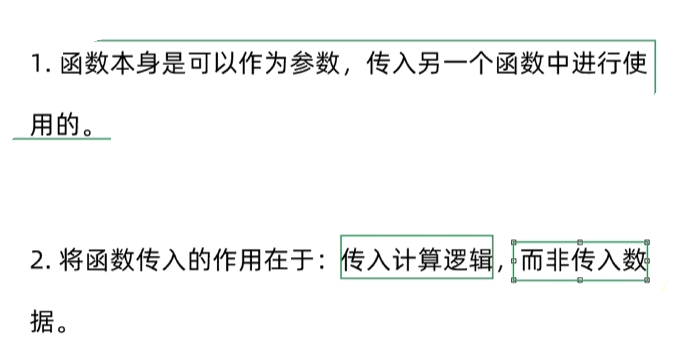 1. 函数本身是可以作为参数，传入另一个函数中进行使
用的。
2. 将函数传入的作用在于：传入计算逻辑，而非传入数
据。